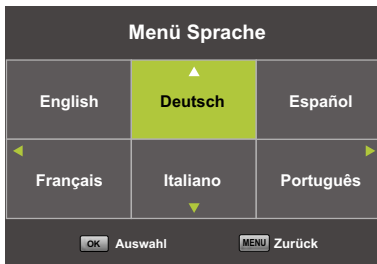 Menü Sprache
English Deutsch Español
Français Italiano Português
OK Auswahl MENU Zurück